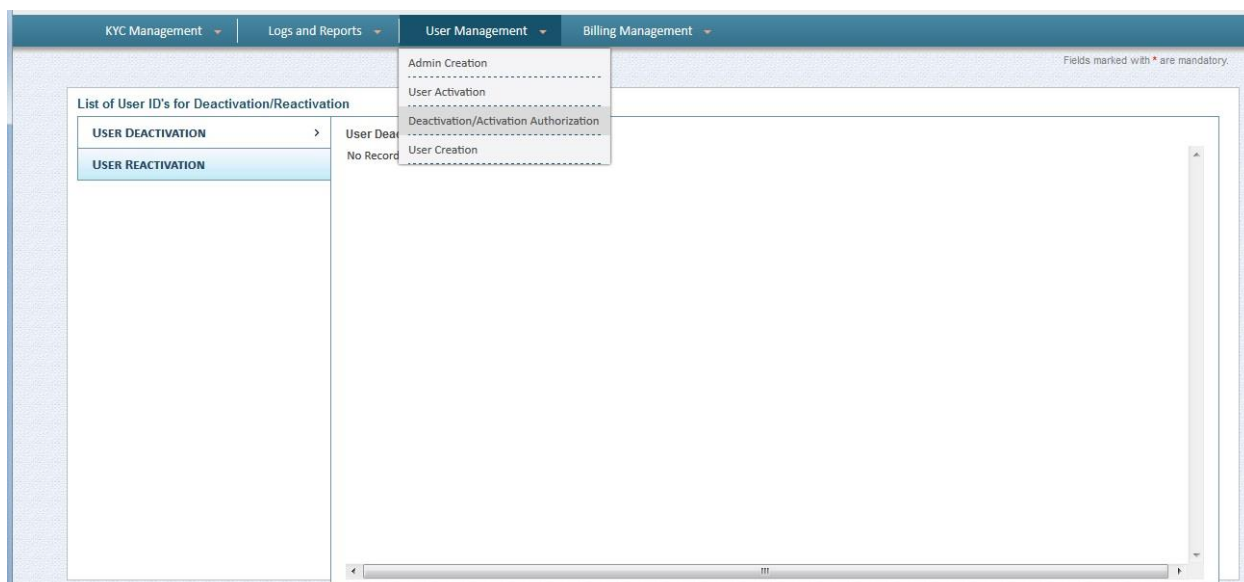 KYC Management Logs and Reports User Management Billing Management
Fields marked with * are mandatory.
Admin Creation
User Activation
Deactivation/Activation Authorization
User Creation
List of User ID's for Deactivation/Reactivation
USER DEACTIVATION >
USER REACTIVATION
User Deac
No Record